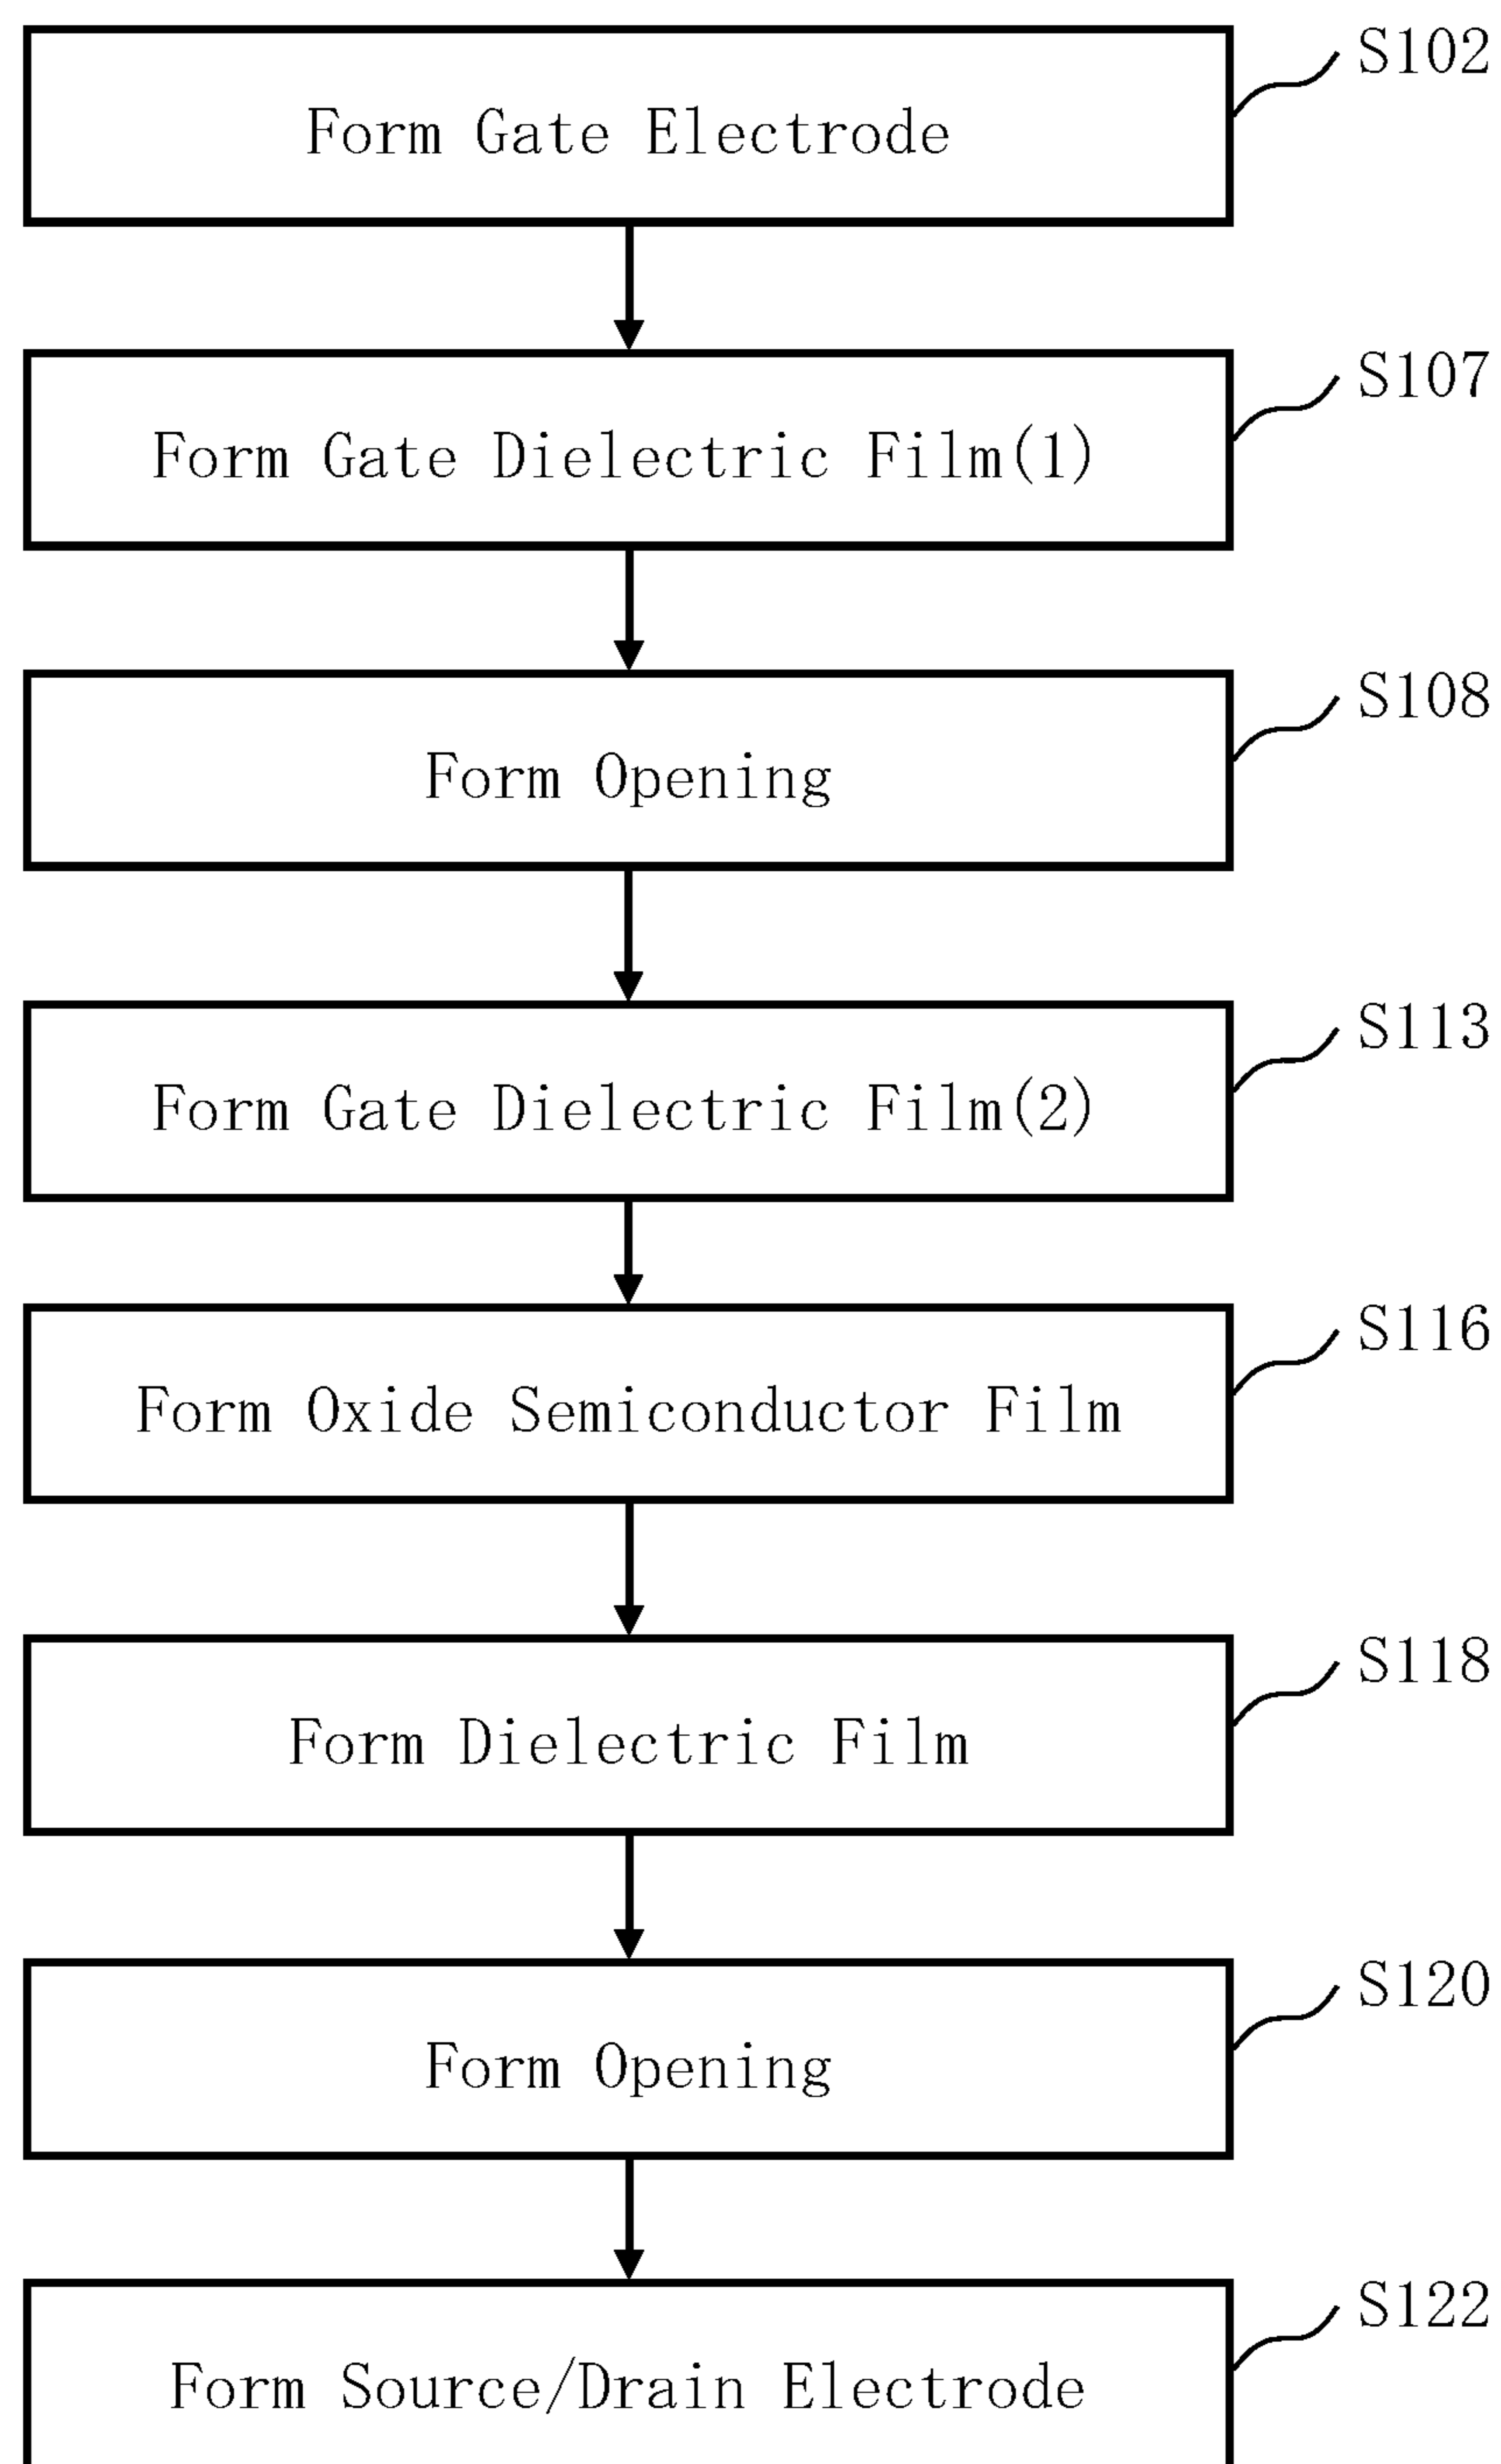 S102
Form Gate Electrode
S107
Form Gate Dielectric Film(1)
S108
Form Opening
S113
Form Gate Dielectric Film(2)
S116
Form Oxide Semiconductor Film
S118
Form Dielectric Film
S120
Form Opening
S122
Form Source/Drain Electrode